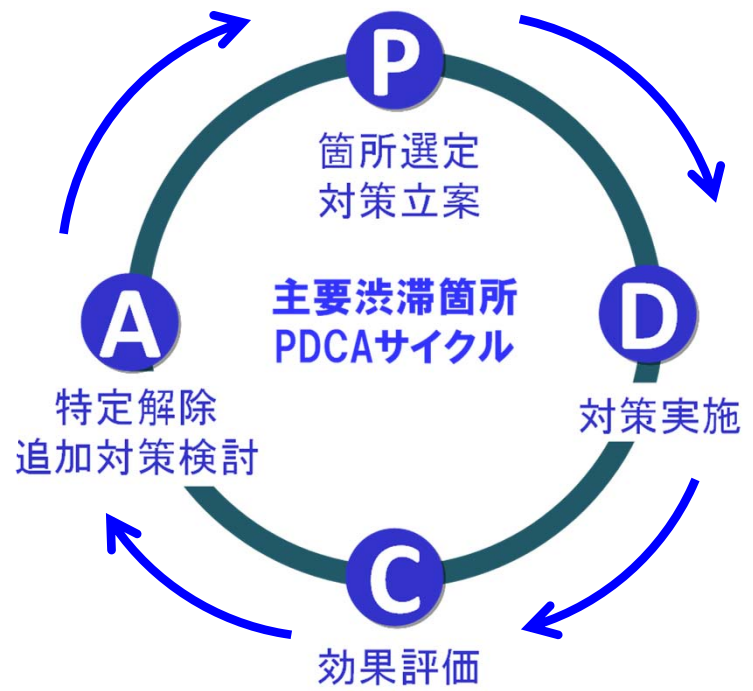 P
箇所選定
対策立案
主要渋滞箇所
PDCAサイクル
D
対策実施
C
効果評価
A
特定解除
追加対策検討